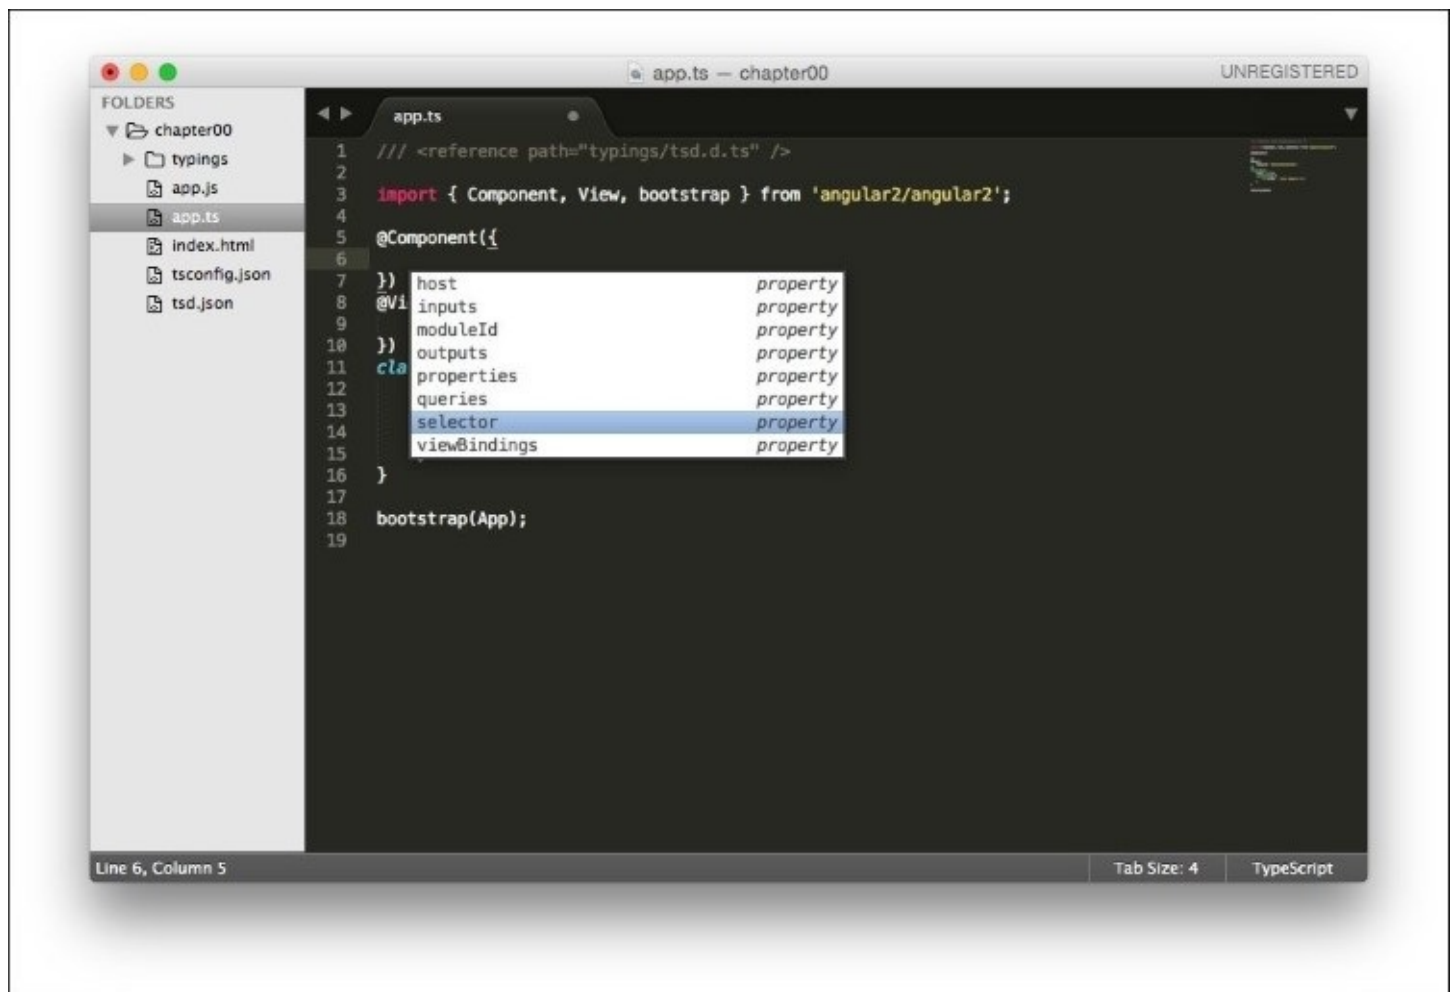 app.ts — chapter00
UNREGISTERED
FOLDERS
chapter00
typings
app.js
app.ts
index.html
tsconfig.json
tsd.json
app.ts
1 /// <reference path="typings/tsd.d.ts" />
2
3 import { Component, View, bootstrap } from 'angular2/angular2';
4
5 @Component({
6
7 })
8 @Vi
9
10 })
11 cla
12
13
14
15
16 }
17
18 bootstrap(App);
19
host property
inputs property
moduleId property
outputs property
properties property
queries property
selector property
viewBindings property
Line 6, Column 5
Tab Size: 4
TypeScript